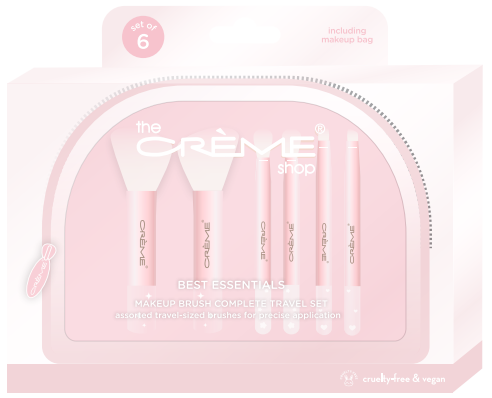 set of
6
including
makeup bag
the
CRÈME®
shop
CRÈME
CRÈME
CRÈME
CRÈME
CRÈME
CRÈME
BEST ESSENTIALS
MAKEUP BRUSH COMPLETE TRAVEL SET
assorted travel-sized brushes for precise application
cruelty-free & vegan